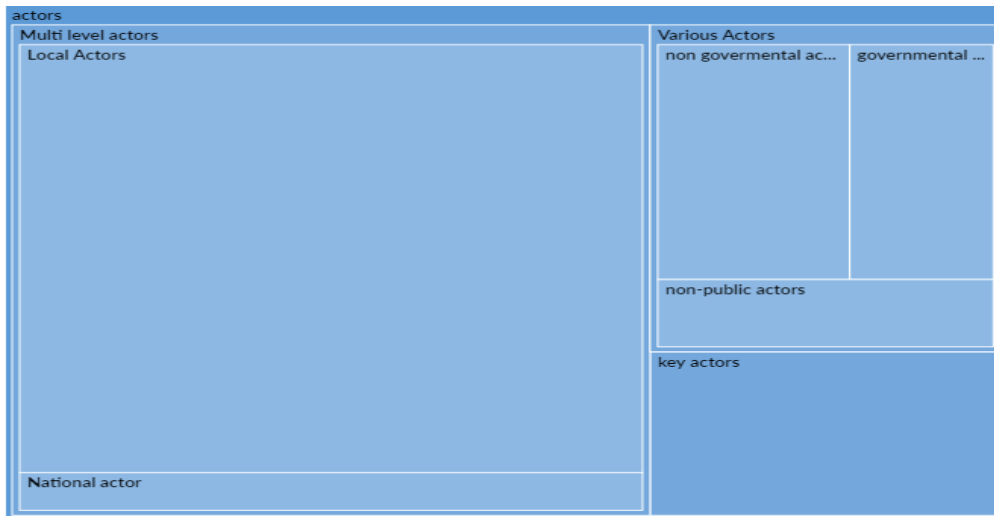 actors
Multi level actors
Local Actors
National actor
Various Actors
non govermental ac...
governmental ...
non-public actors
key actors